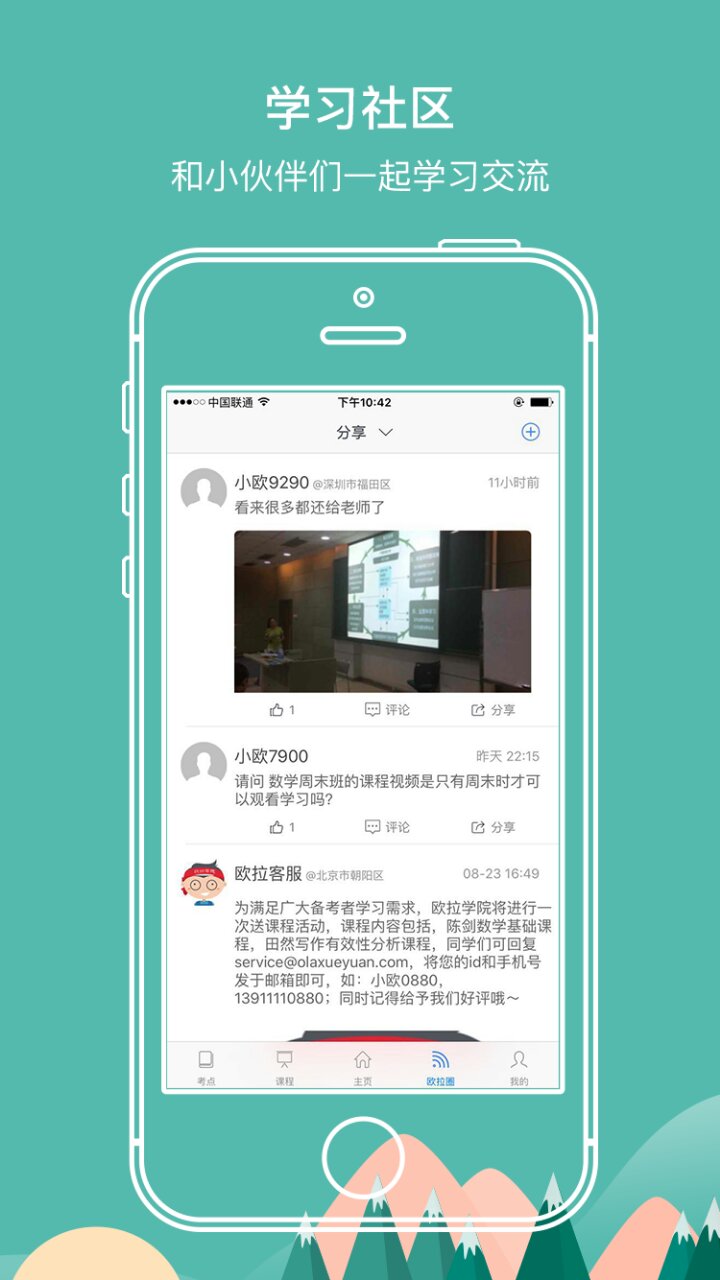 学习社区
和小伙伴们一起学习交流
中国联通 下午10:42
分享
小欧9290 @深圳市福田区 11小时前
看来很多都还给老师了
1 评论 分享
小欧7900 昨天 22:15
请问 数学周末班的课程视频是只有周末时才可
以观看学习吗?
1 评论 分享
欧拉客服 @北京市朝阳区 08-23 16:49
为满足广大备考者学习需求，欧拉学院将进行一
次送课程活动，课程内容包括，陈剑数学基础课
程，田然写作有效性分析课程，同学们可回复
service@olaxueyuan.com，将您的id和手机号
发于邮箱即可，如：小欧0880，
13911110880；同时记得给予我们好评哦～
考点 课程 主页 欧拉圈 我的